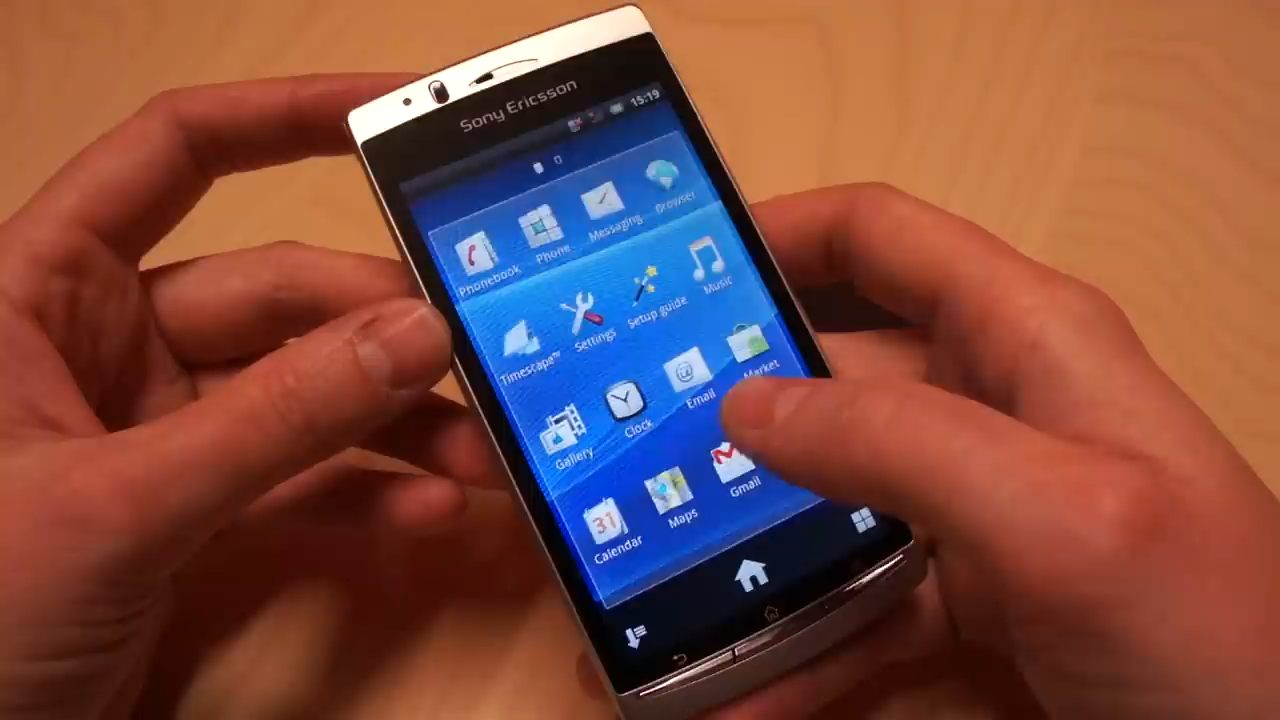 Sony Ericsson
15:19
0
Phonebook Phone Messaging Browser
Timescape™ Settings Setup guide Music
Gallery Clock Email Market
31
Calendar Maps Gmail